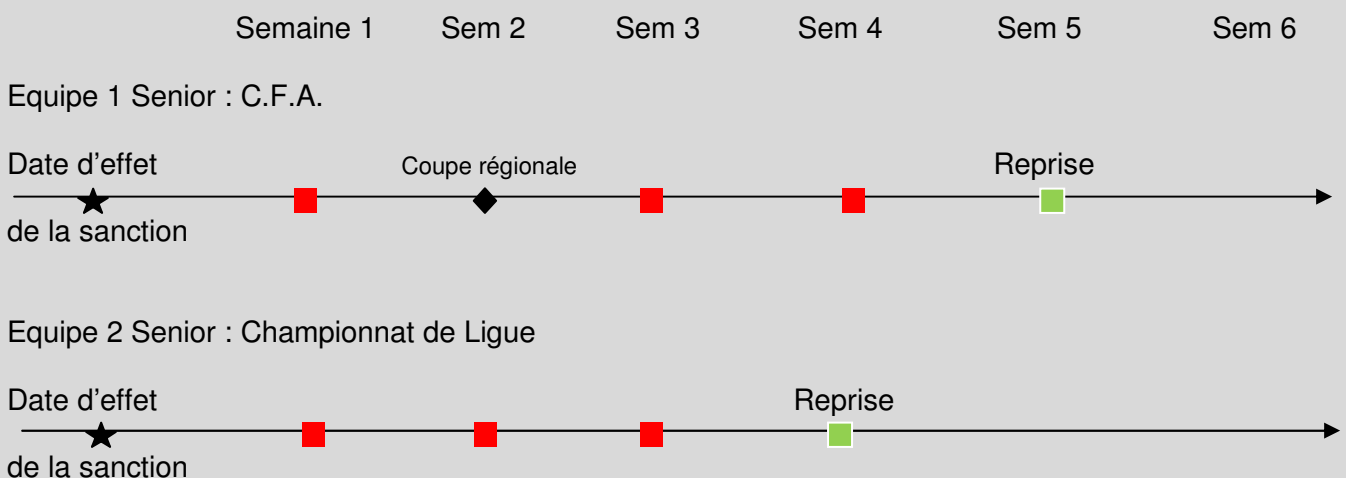 Semaine 1 Sem 2 Sem 3 Sem 4 Sem 5 Sem 6
Equipe 1 Senior : C.F.A.
Date d'effet Coupe régionale Reprise
de la sanction
Equipe 2 Senior : Championnat de Ligue
Date d'effet Reprise
de la sanction